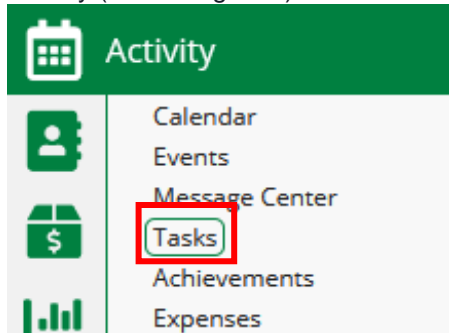 Activity
Calendar
Events
Message Center
Tasks
Achievements
Expenses